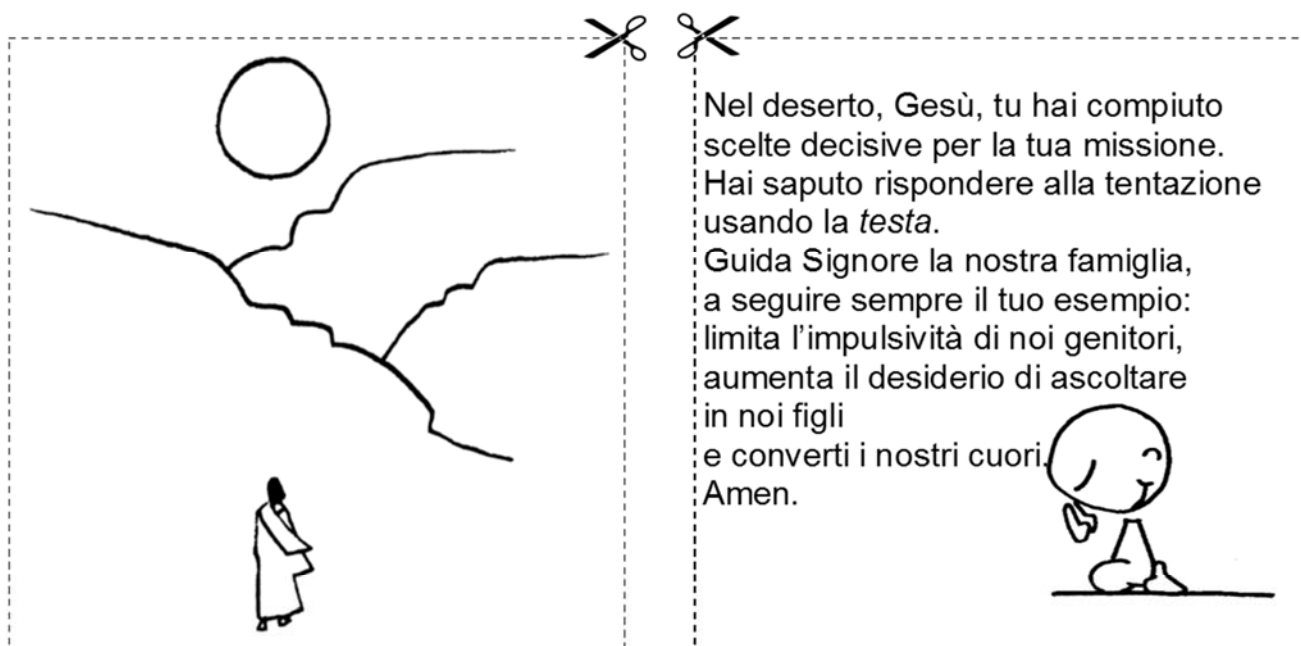 Nel deserto, Gesù, tu hai compiuto
scelte decisive per la tua missione.
Hai saputo rispondere alla tentazione
usando la testa.
Guida Signore la nostra famiglia,
a seguire sempre il tuo esempio:
limita l'impulsività di noi genitori,
aumenta il desiderio di ascoltare
in noi figli
e converti i nostri cuori.
Amen.